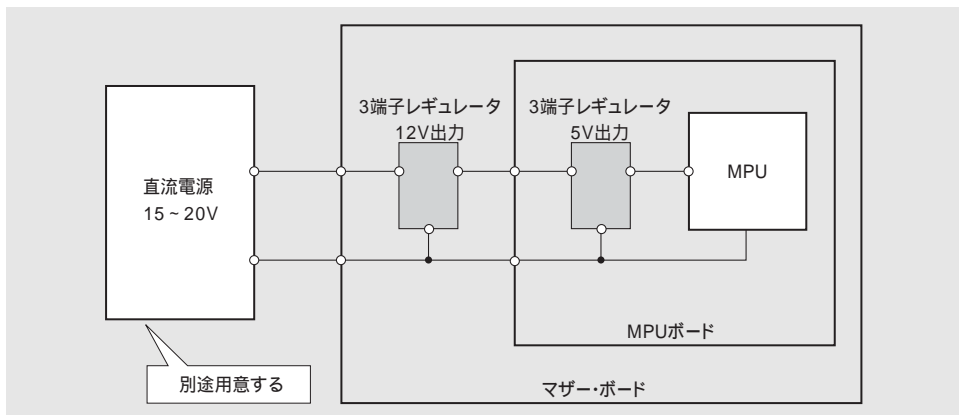 3端子レギュレータ
12V出力
3端子レギュレータ
5V出力
直流電源
15~20V
MPU
MPUボード
別途用意する
マザー・ボード